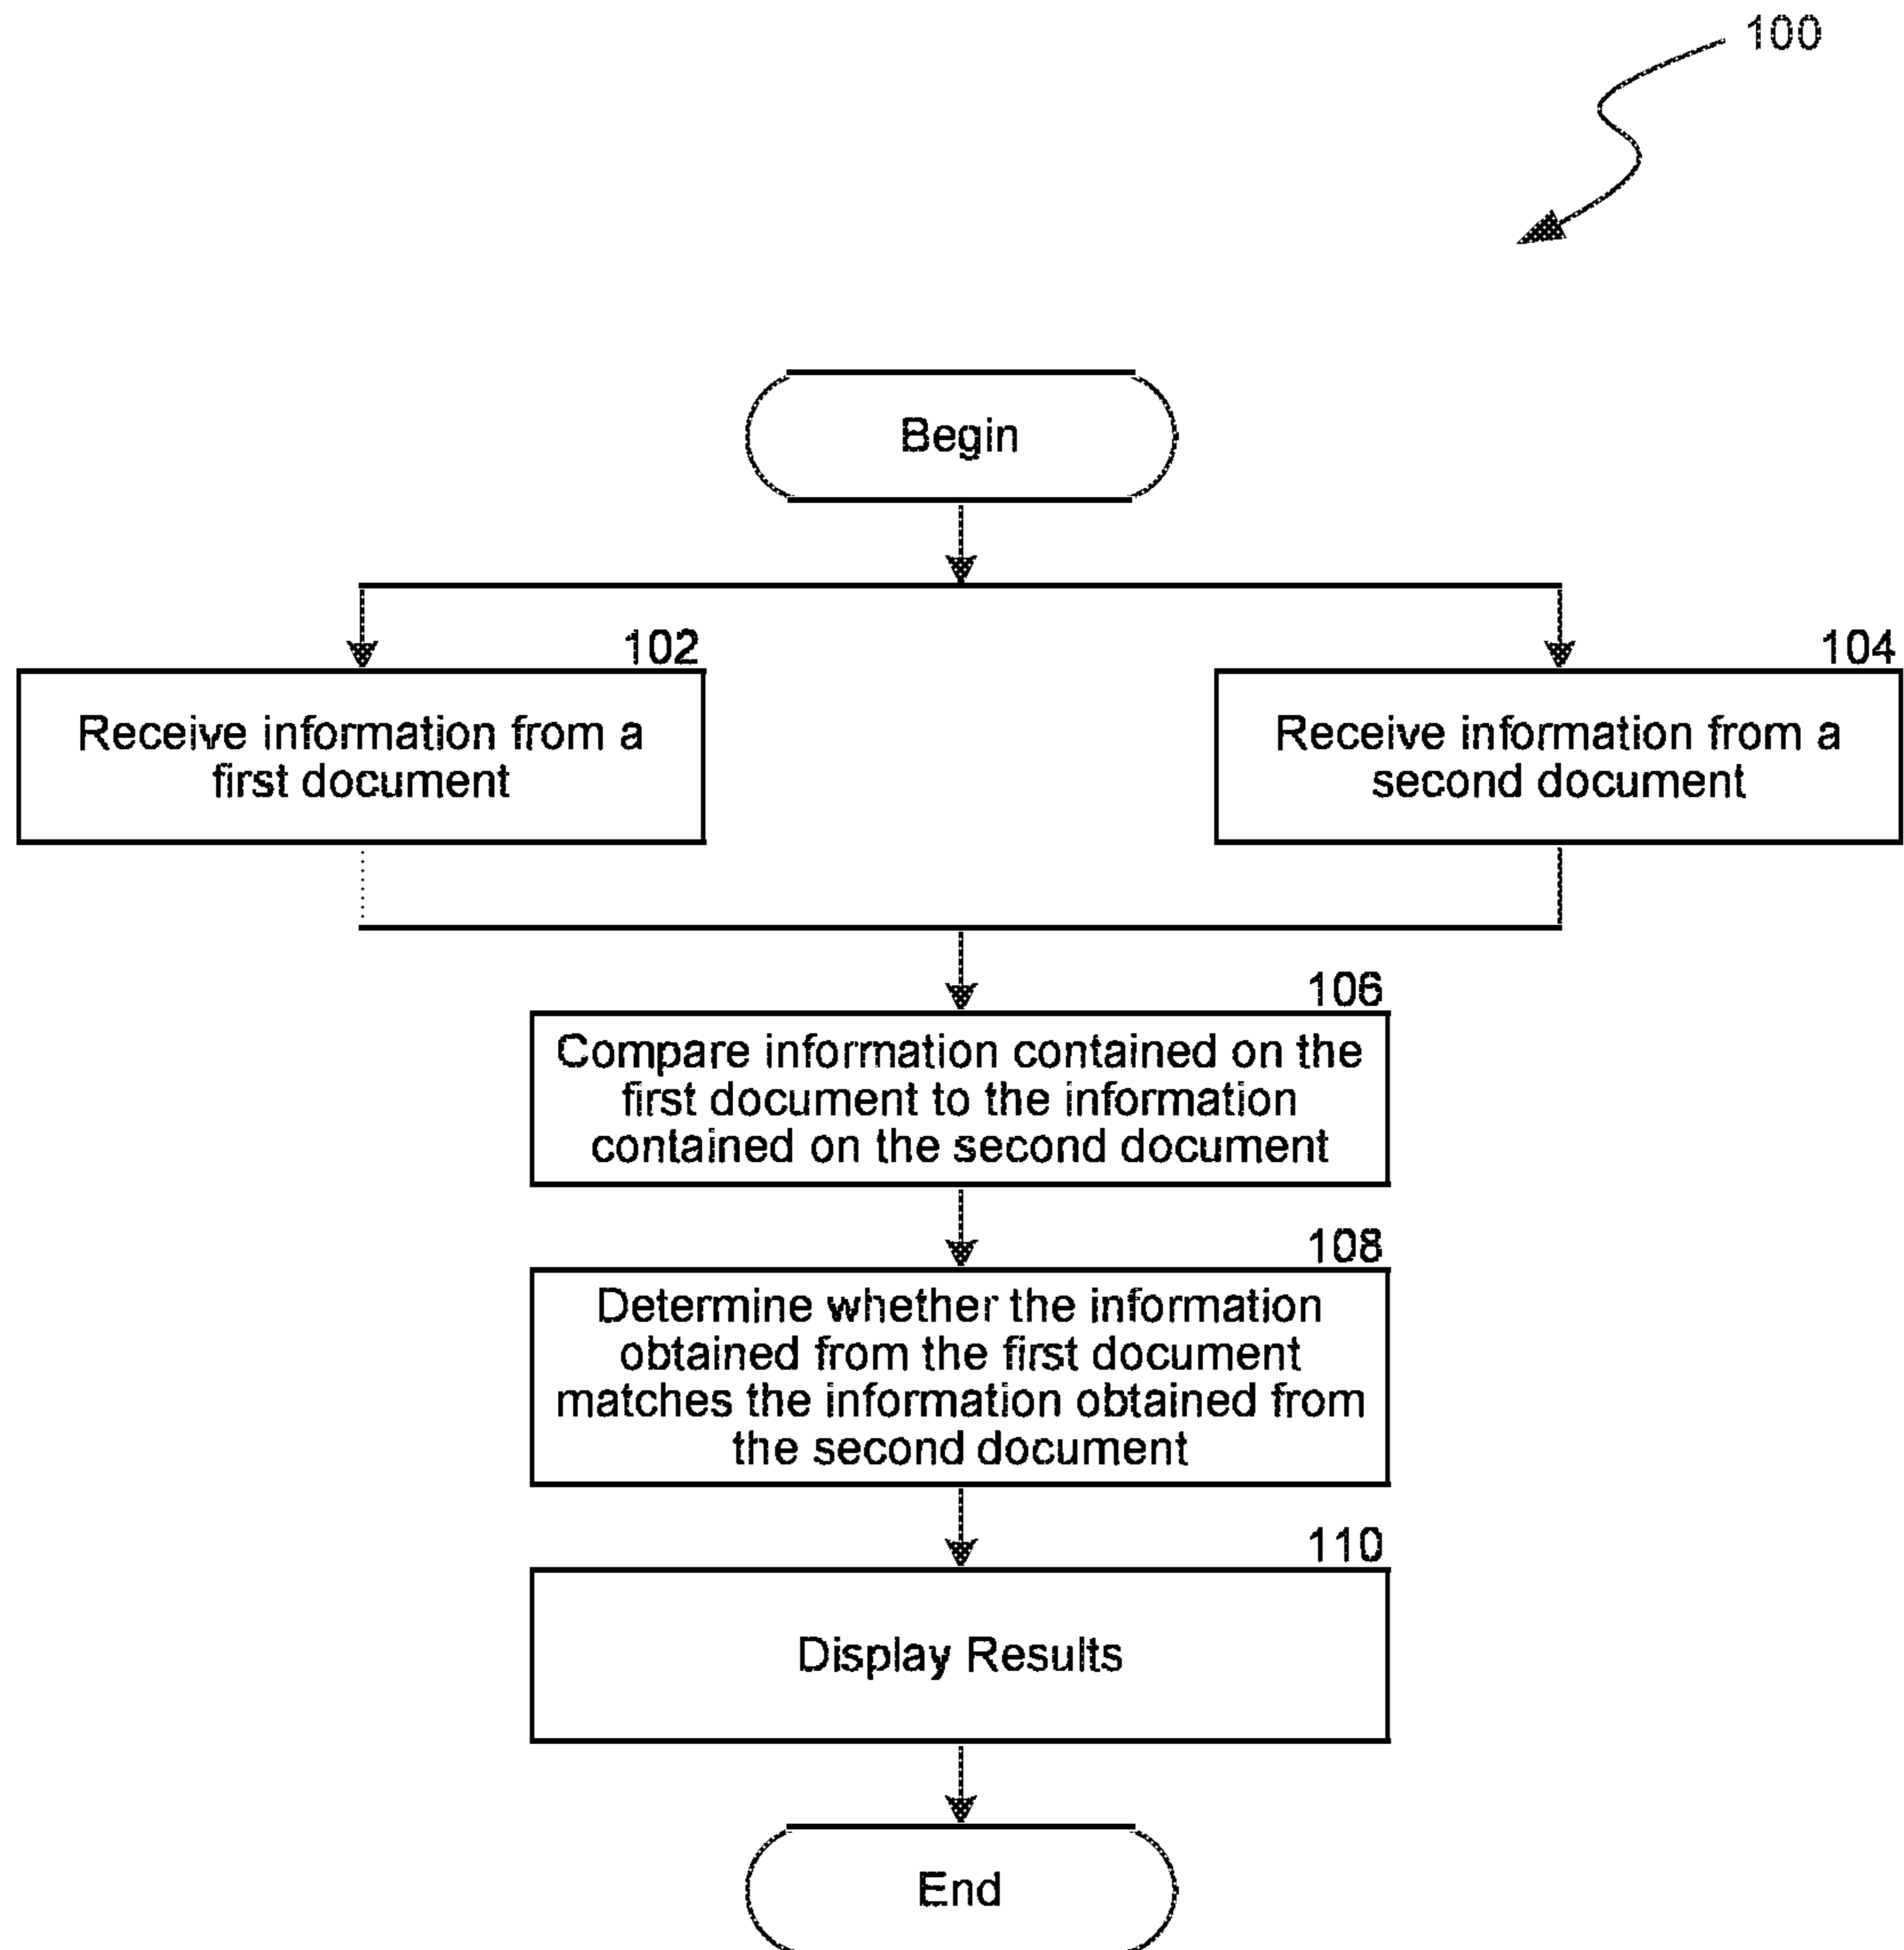 100
Begin
102
Receive information from a
first document
104
Receive information from a
second document
106
Compare information contained on the
first document to the information
contained on the second document
108
Determine whether the information
obtained from the first document
matches the information obtained from
the second document
110
Display Results
End